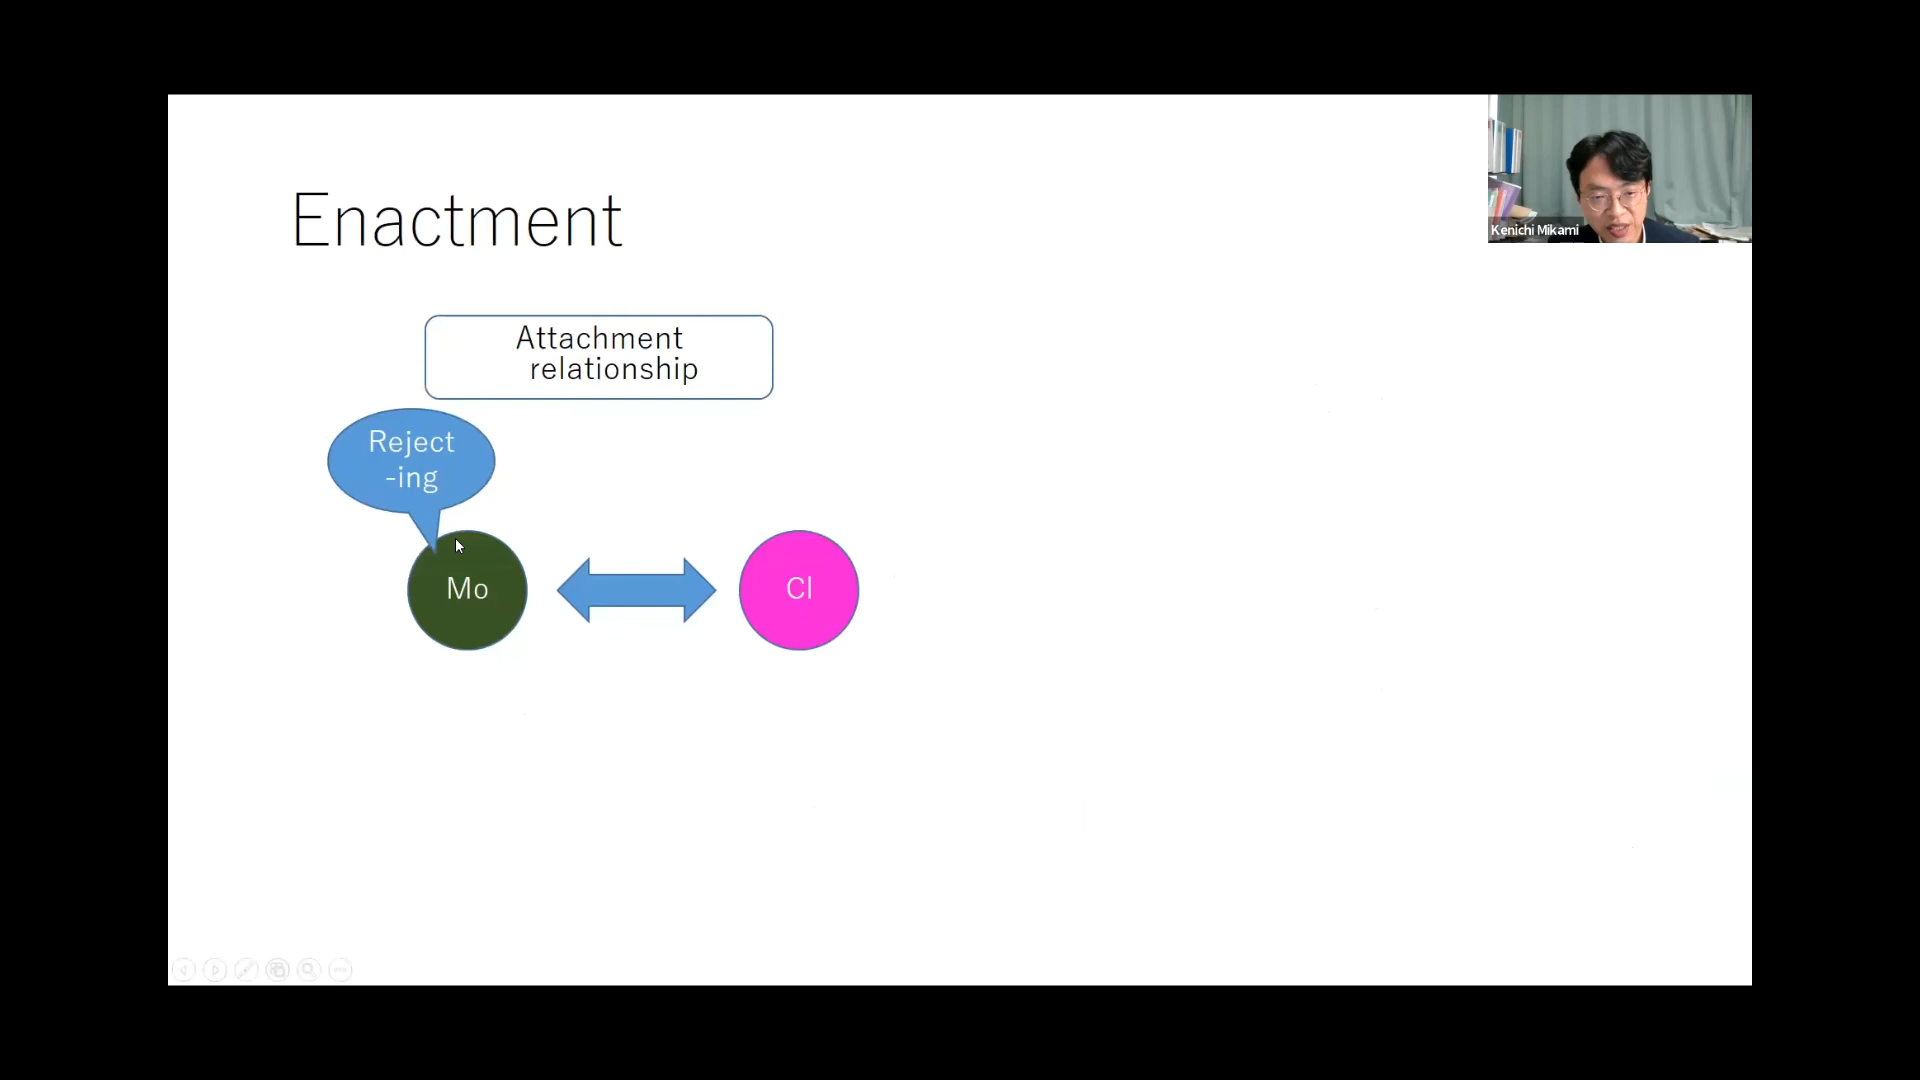 Enactment
Kenichi Mikami
Attachment
relationship
Reject
-ing
Mo
Cl